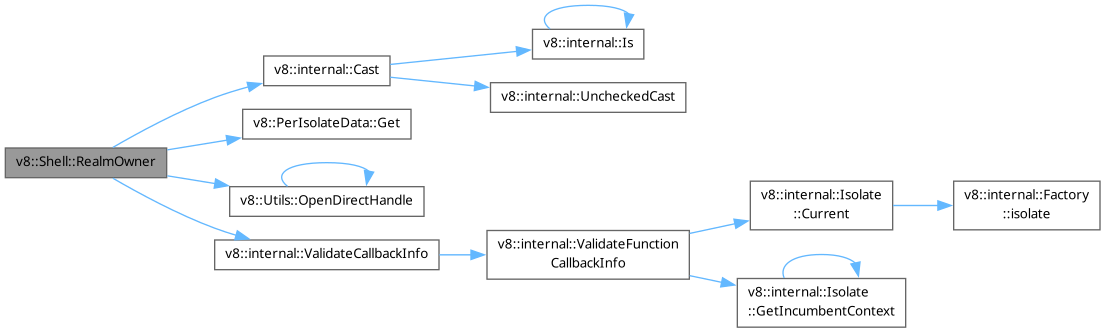 v8::Shell::RealmOwner
v8::internal::Cast
v8::internal::Is
v8::internal::UncheckedCast
v8::PerIsolateData::Get
v8::Utils::OpenDirectHandle
v8::internal::ValidateCallbackInfo
v8::internal::ValidateFunction
CallbackInfo
v8::internal::Isolate
::Current
v8::internal::Factory
::isolate
v8::internal::Isolate
::GetIncumbentContext